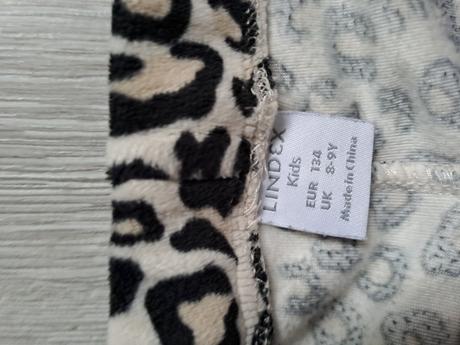 LINDEX
Kids
EUR 134
UK 8-9Y
Made in China